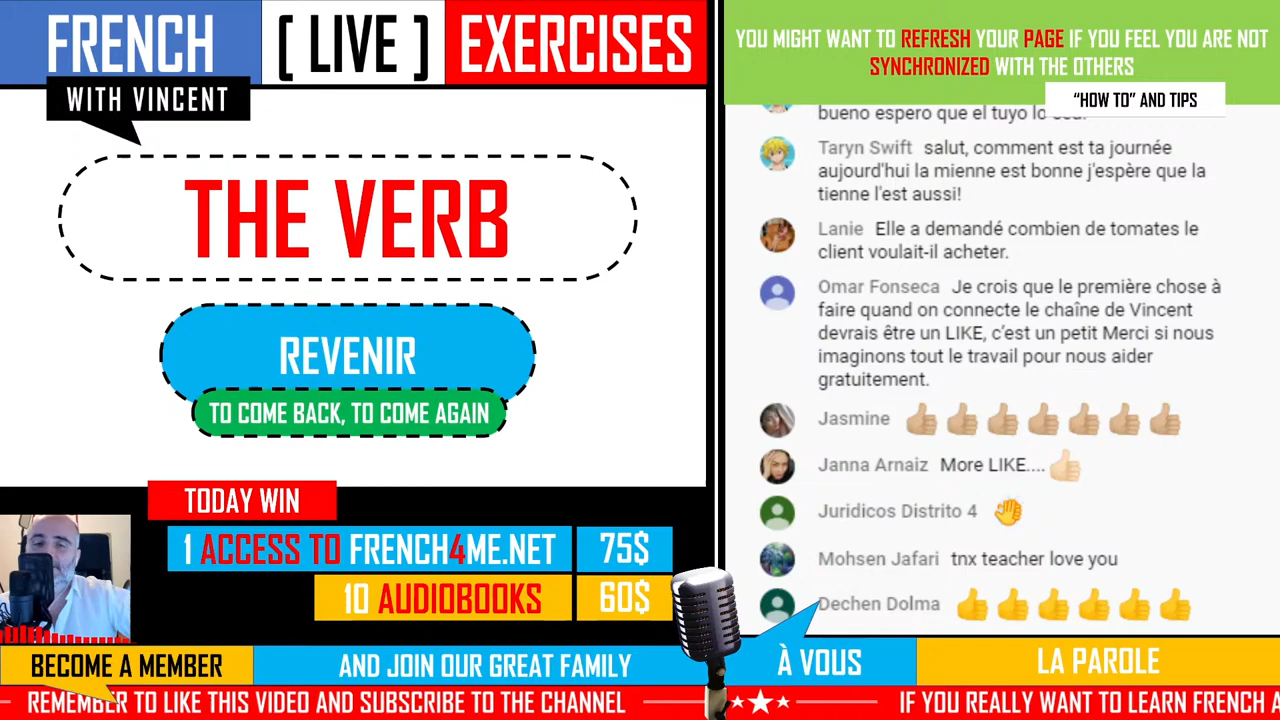 FRENCH
[ LIVE ]
EXERCISES
WITH VINCENT
THE VERB
REVENIR
TO COME BACK, TO COME AGAIN
TODAY WIN
1 ACCESS TO FRENCH4ME.NET
75$
10 AUDIOBOOKS
60$
BECOME A MEMBER
AND JOIN OUR GREAT FAMILY
YOU MIGHT WANT TO REFRESH YOUR PAGE IF YOU FEEL YOU ARE NOT
SYNCHRONIZED WITH THE OTHERS
"HOW TO" AND TIPS
bueno espero que el tuyo lo
Taryn Swift salut, comment est ta journée
aujourd'hui la mienne est bonne j'espère que la
tienne l'est aussi!
Lanie Elle a demandé combien de tomates le
client voulait-il acheter.
Omar Fonseca Je crois que le première chose à
faire quand on connecte le chaîne de Vincent
devrais être un LIKE, c'est un petit Merci si nous
imaginons tout le travail pour nous aider
gratuitement.
Jasmine 👍🏼👍🏼👍🏼👍🏼👍🏼👍🏼👍🏼
Janna Arnaiz More LIKE....👍🏼
Juridicos Distrito 4 👋
Mohsen Jafari tnx teacher love you
Dechen Dolma 👍👍👍👍👍👍
À VOUS
LA PAROLE
REMEMBER TO LIKE THIS VIDEO AND SUBSCRIBE TO THE CHANNEL
IF YOU REALLY WANT TO LEARN FRENCH A